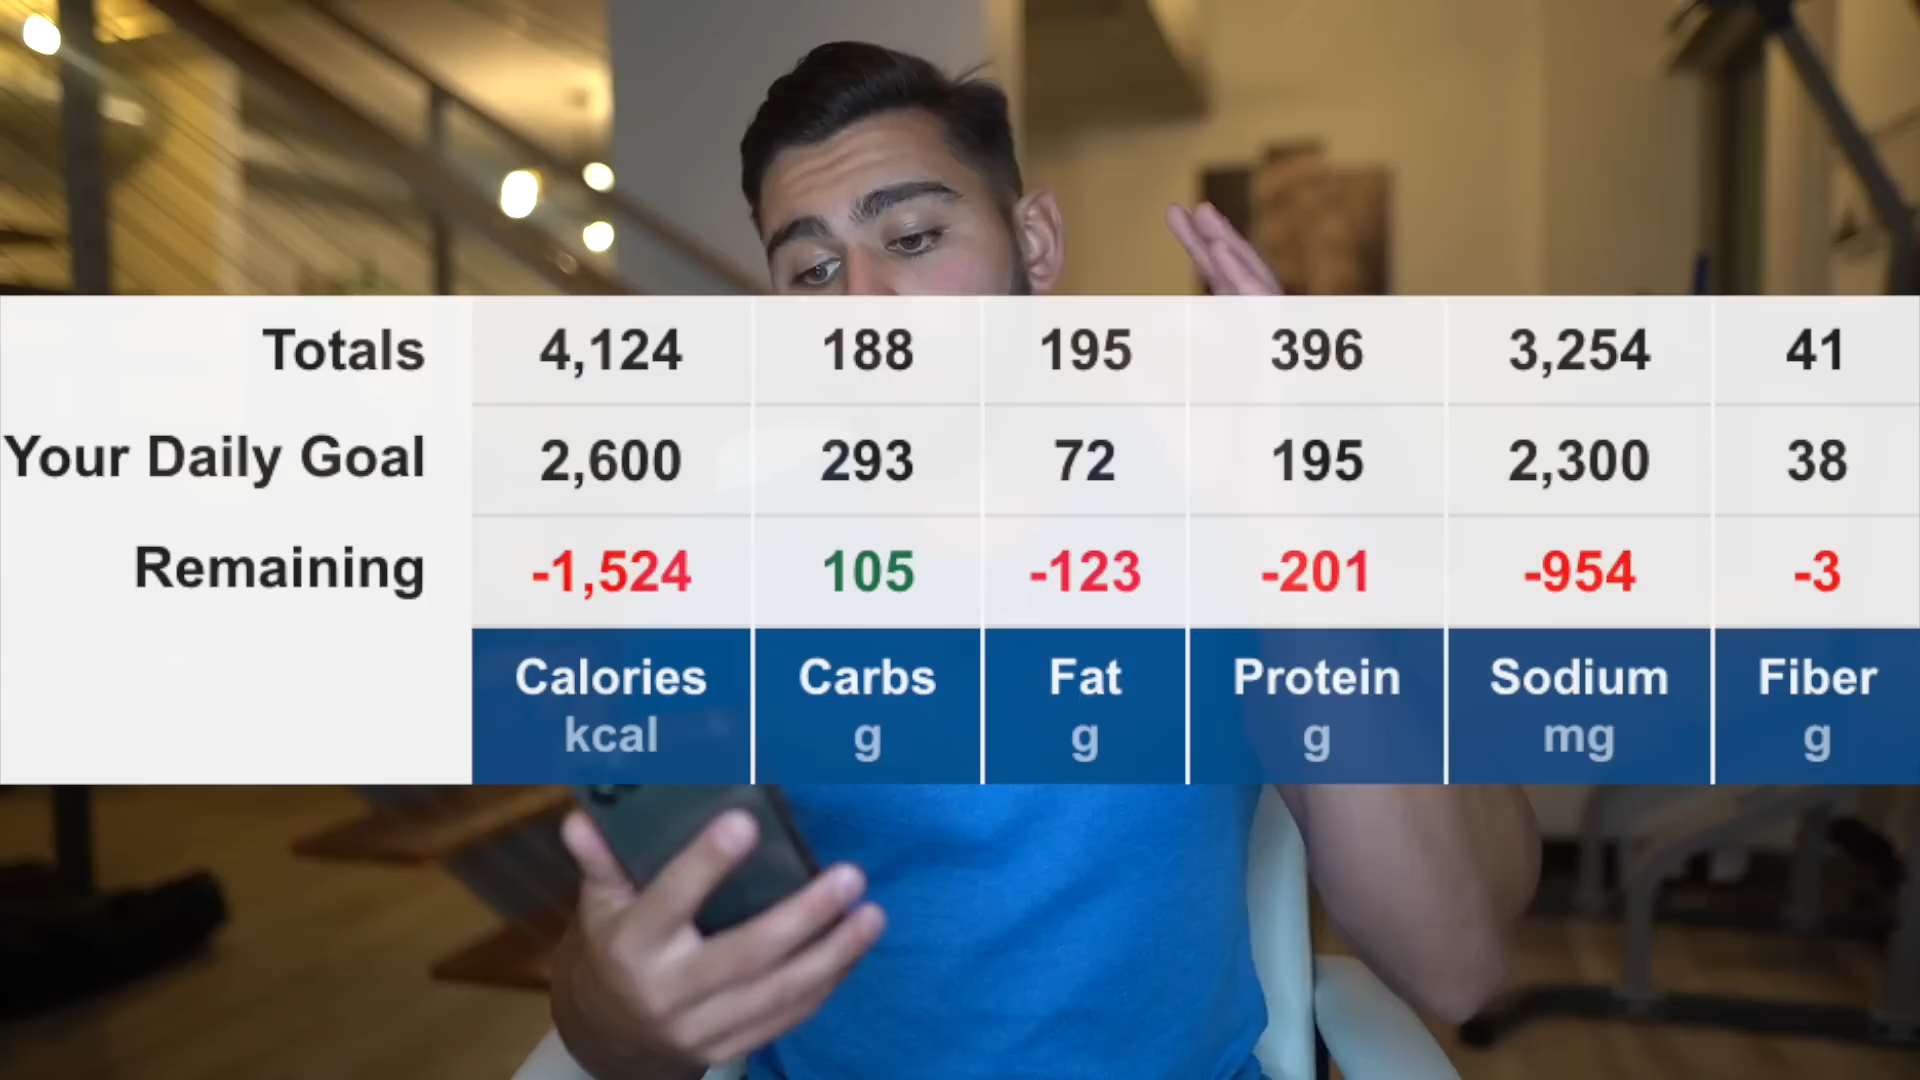 Totals 4,124 188 195 396 3,254 41
Your Daily Goal 2,600 293 72 195 2,300 38
Remaining -1,524 105 -123 -201 -954 -3
Calories Carbs Fat Protein Sodium Fiber
kcal g g g mg g